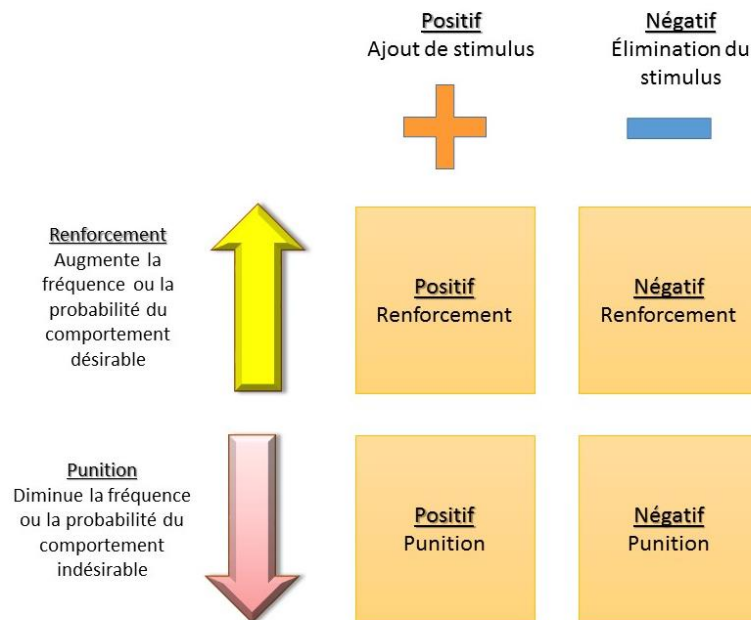 Positif
Ajout de stimulus
Négatif
Élimination du
stimulus
Renforcement
Augmente la
fréquence ou la
probabilité du
comportement
désirable
Positif
Renforcement
Négatif
Renforcement
Punition
Diminue la fréquence
ou la probabilité du
comportement
indésirable
Positif
Punition
Négatif
Punition